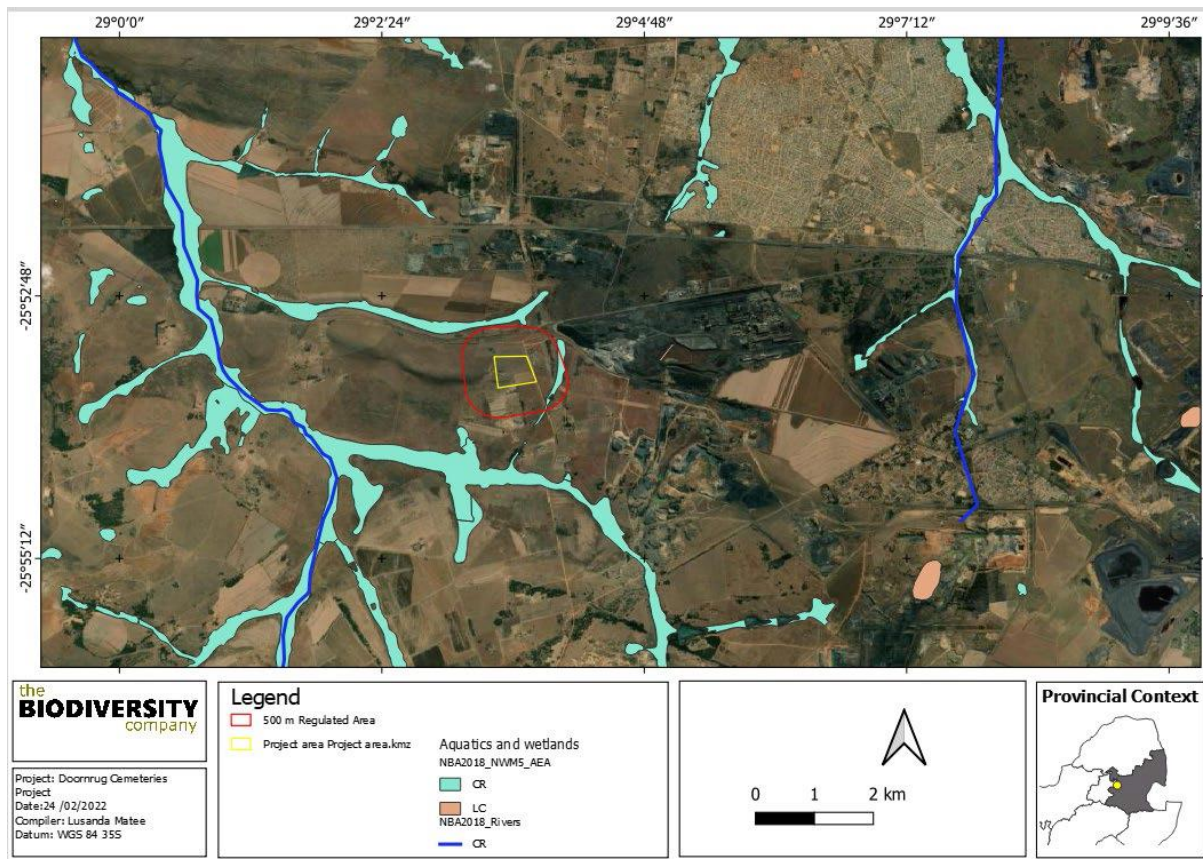 29°0′0″ 29°2′24″ 29°4′48″ 29°7′12″ 29°9′36″
-25°52′48″
-25°55′12″
the
BIODIVERSITY
company
Project: Doornrug Cemeteries
Project
Date:24 /02/2022
Compiler: Lusanda Matee
Datum: WGS 84 35S
Legend
500 m Regulated Area
Project area Project area.kmz
Aquatics and wetlands
NBA2018_NWM5_AEA
CR
LC
NBA2018_Rivers
CR
0 1 2 km
Provincial Context